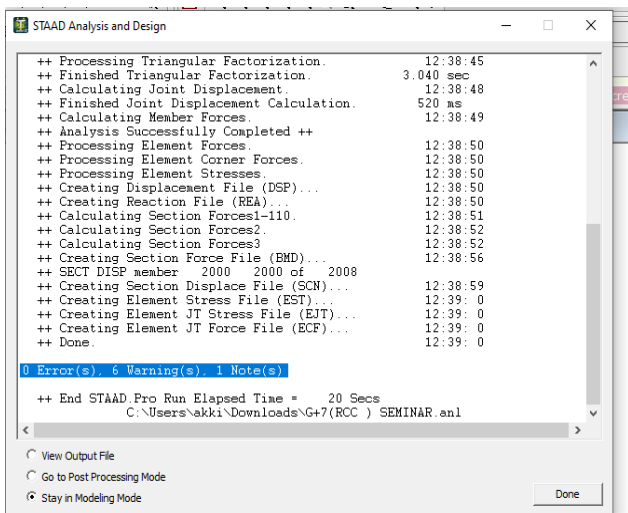 STAAD Analysis and Design
++ Processing Triangular Factorization. 12:38:45
++ Finished Triangular Factorization. 3.040 sec
++ Calculating Joint Displacement. 12:38:48
++ Finished Joint Displacement Calculation. 520 ms
++ Calculating Member Forces. 12:38:49
++ Analysis Successfully Completed ++
++ Processing Element Forces. 12:38:50
++ Processing Element Corner Forces. 12:38:50
++ Processing Element Stresses. 12:38:50
++ Creating Displacement File (DSP)... 12:38:50
++ Creating Reaction File (REA)... 12:38:50
++ Calculating Section Forces1-110. 12:38:51
++ Calculating Section Forces2. 12:38:52
++ Calculating Section Forces3 12:38:52
++ Creating Section Force File (BMD)... 12:38:56
++ SECT DISP member 2000 2000 of 2008
++ Creating Section Displace File (SCN)... 12:38:59
++ Creating Element Stress File (EST)... 12:39: 0
++ Creating Element JT Stress File (EJT)... 12:39: 0
++ Creating Element JT Force File (ECF)... 12:39: 0
++ Done. 12:39: 0
0 Error(s), 6 Warning(s), 1 Note(s)
++ End STAAD.Pro Run Elapsed Time = 20 Secs
C:\Users\akki\Downloads\G+7(RCC ) SEMINAR.anl
View Output File
Go to Post Processing Mode
Stay in Modeling Mode
Done